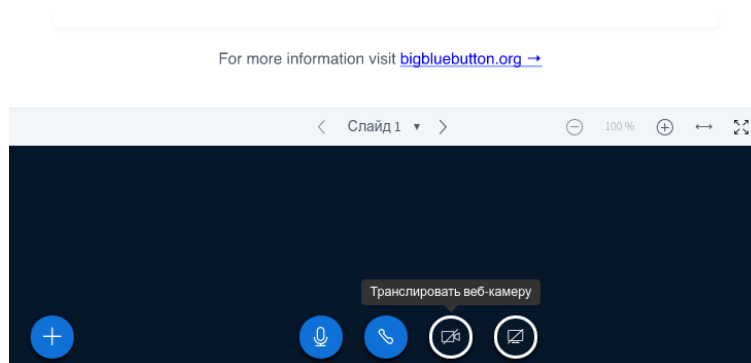 For more information visit bigbluebutton.org →
Слайд 1
100 %
Транслировать веб-камеру